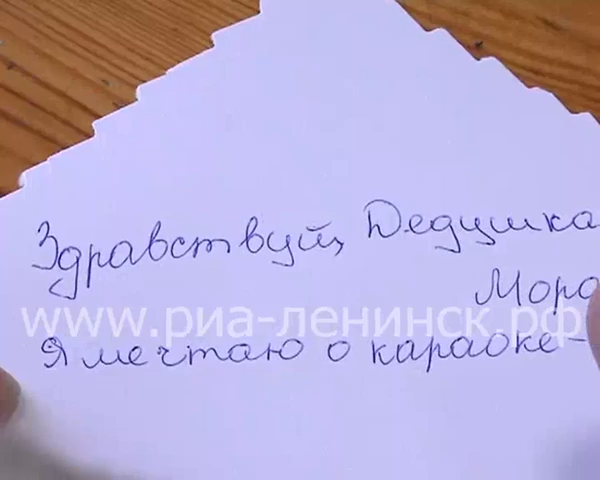 Здравствуй, Дедушка
Моро
www.риа-ленинск.рф
Я мечтаю о караоке-